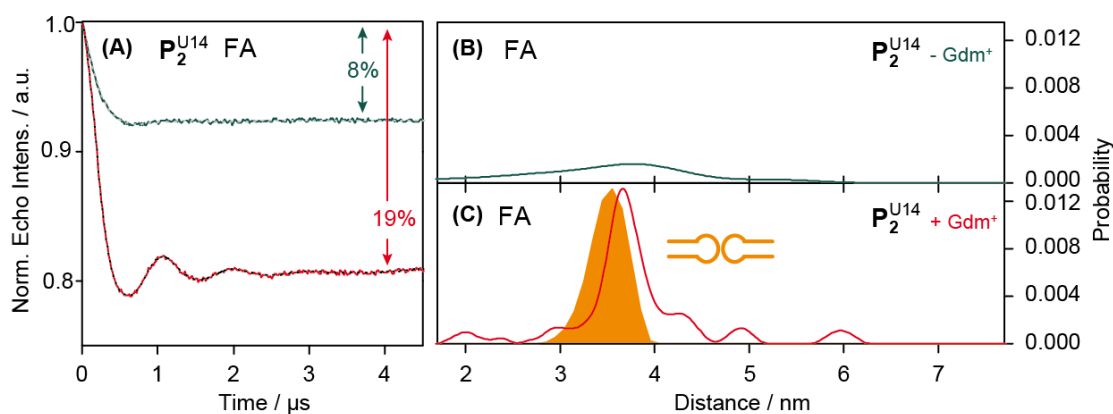 (A) P₂ᵁ¹⁴ FA
8%
19%
1.0
0.9
0.8
Norm. Echo Intens. / a.u.
0 1 2 3 4
Time / µs
(B) FA
P₂ᵁ¹⁴ - Gdm⁺
0.012
0.008
0.004
0.000
(C) FA
P₂ᵁ¹⁴ + Gdm⁺
0.012
0.008
0.004
0.000
Probability
2 3 4 5 6 7
Distance / nm